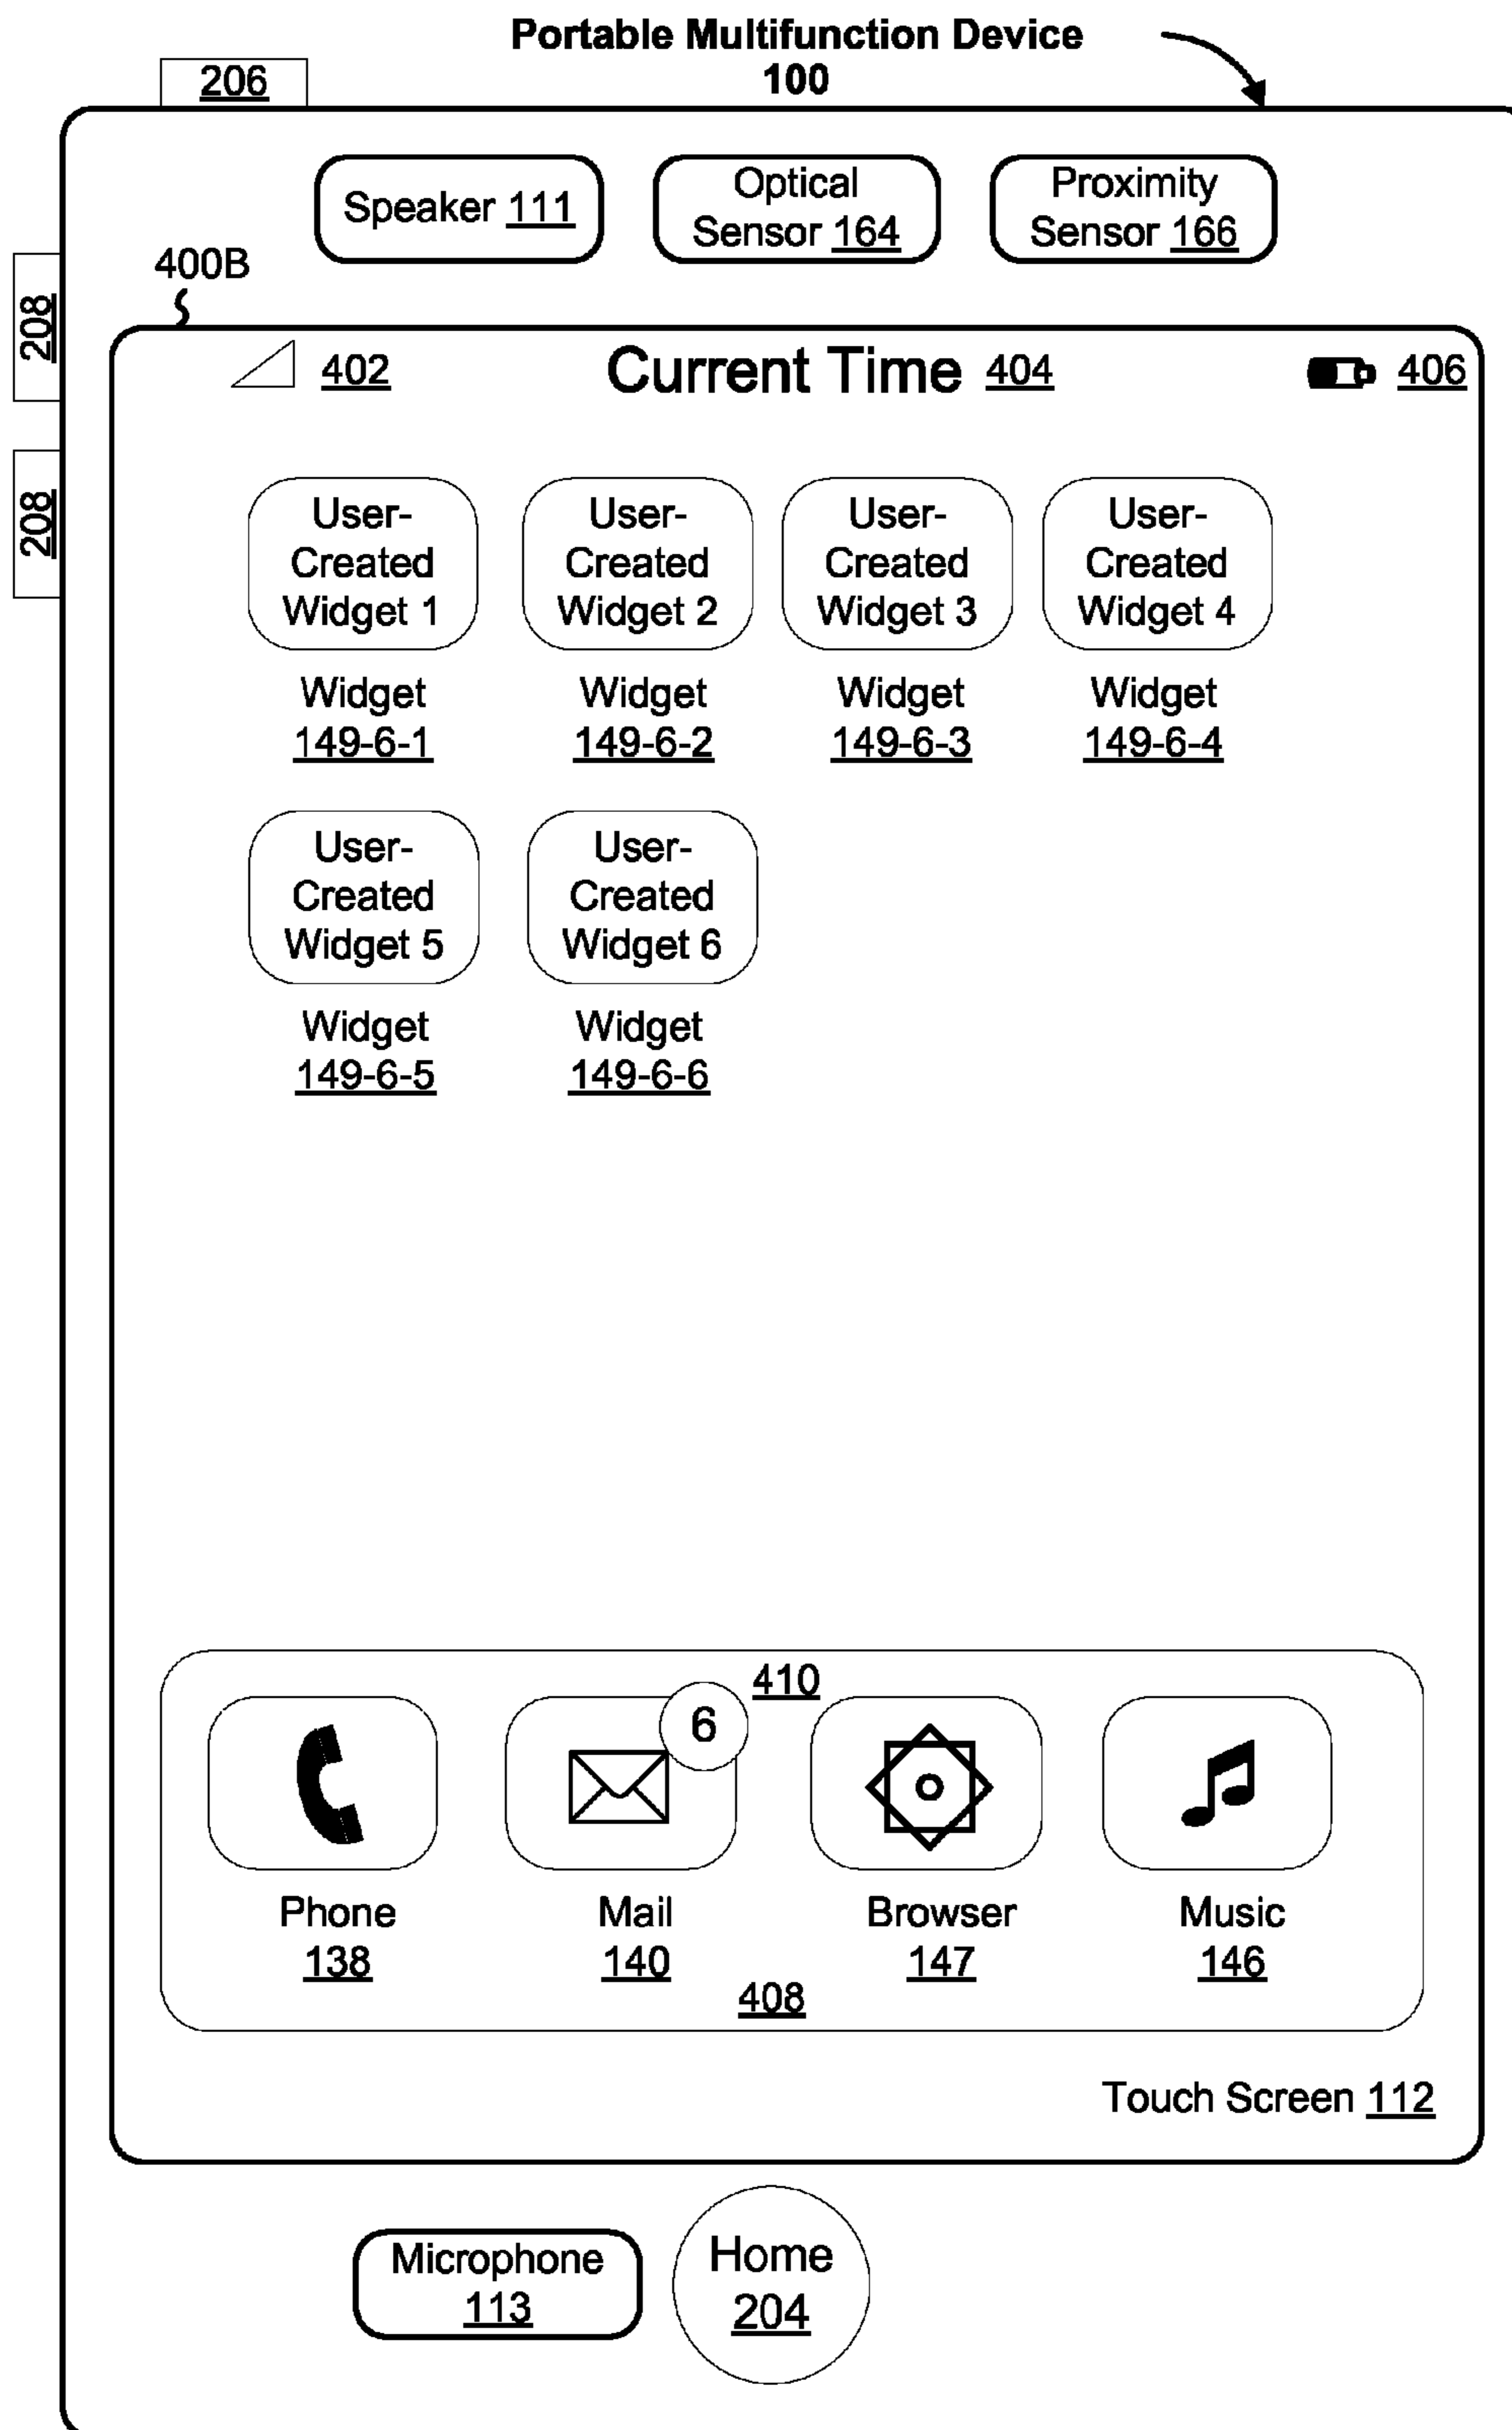 Portable Multifunction Device
100
206
Speaker 111
Optical
Sensor 164
Proximity
Sensor 166
400B
208
208
402
Current Time 404
406
User-
Created
Widget 1
User-
Created
Widget 2
User-
Created
Widget 3
User-
Created
Widget 4
Widget
149-6-1
Widget
149-6-2
Widget
149-6-3
Widget
149-6-4
User-
Created
Widget 5
User-
Created
Widget 6
Widget
149-6-5
Widget
149-6-6
410
6
Phone
138
Mail
140
Browser
147
Music
146
408
Touch Screen 112
Microphone
113
Home
204